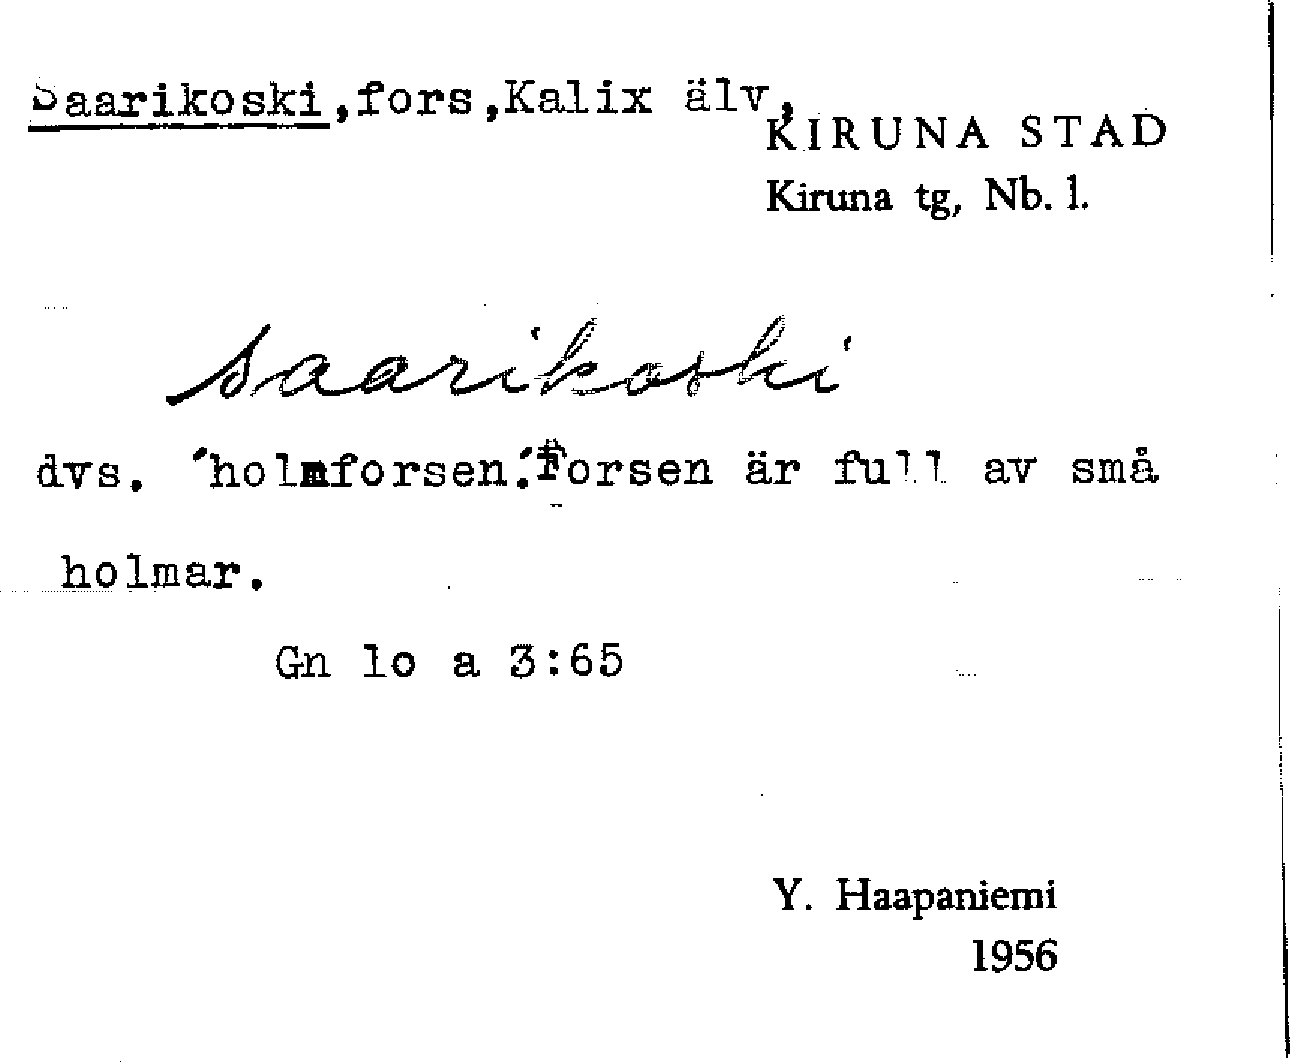 Saarikoski,fors,Kalix älv,
KIRUNA STAD
Kiruna tg, Nb. l.
saarikoski
dvs. "holmforsen". Forsen är full av små
holmar.
Gn lo a 3:65
Y. Haapaniemi
1956